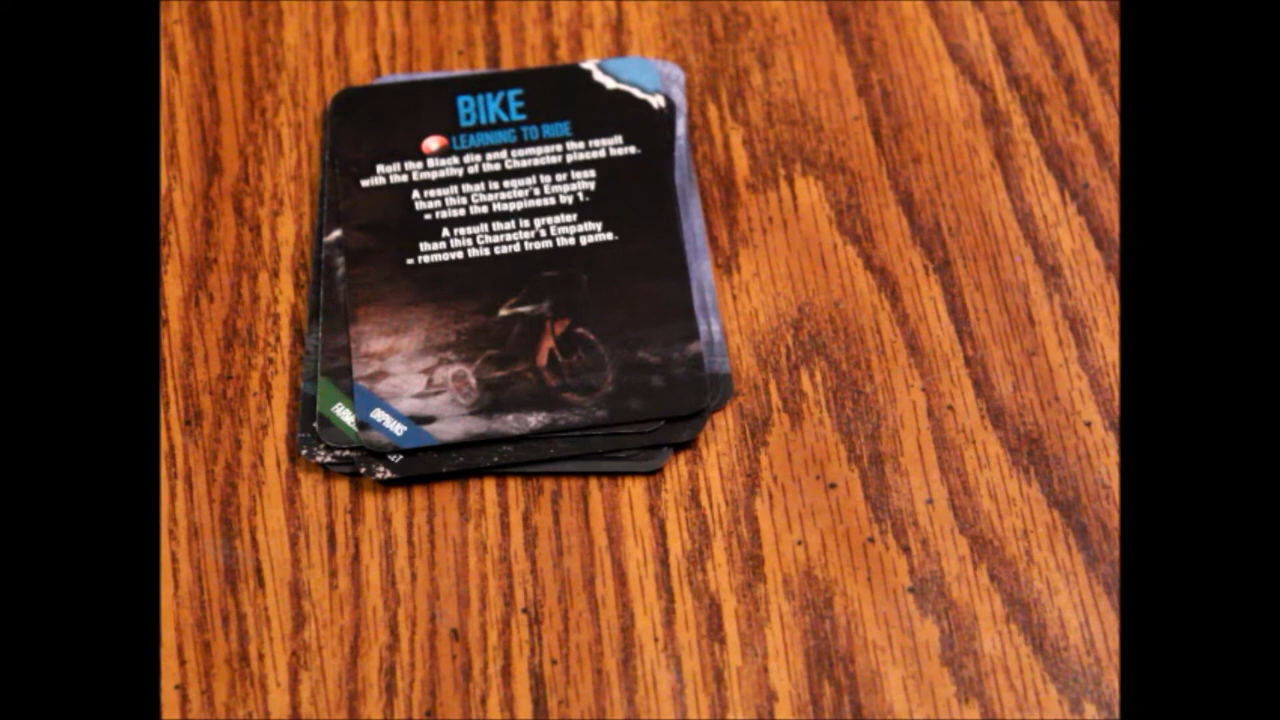 BIKE
LEARNING TO RIDE
Roll the Black die and compare the result
with the Empathy of the Character placed here.
A result that is equal to or less
than this Character's Empathy
= raise the Happiness by 1.
A result that is greater
than this Character's Empathy
= remove this card from the game.
ORPHANS